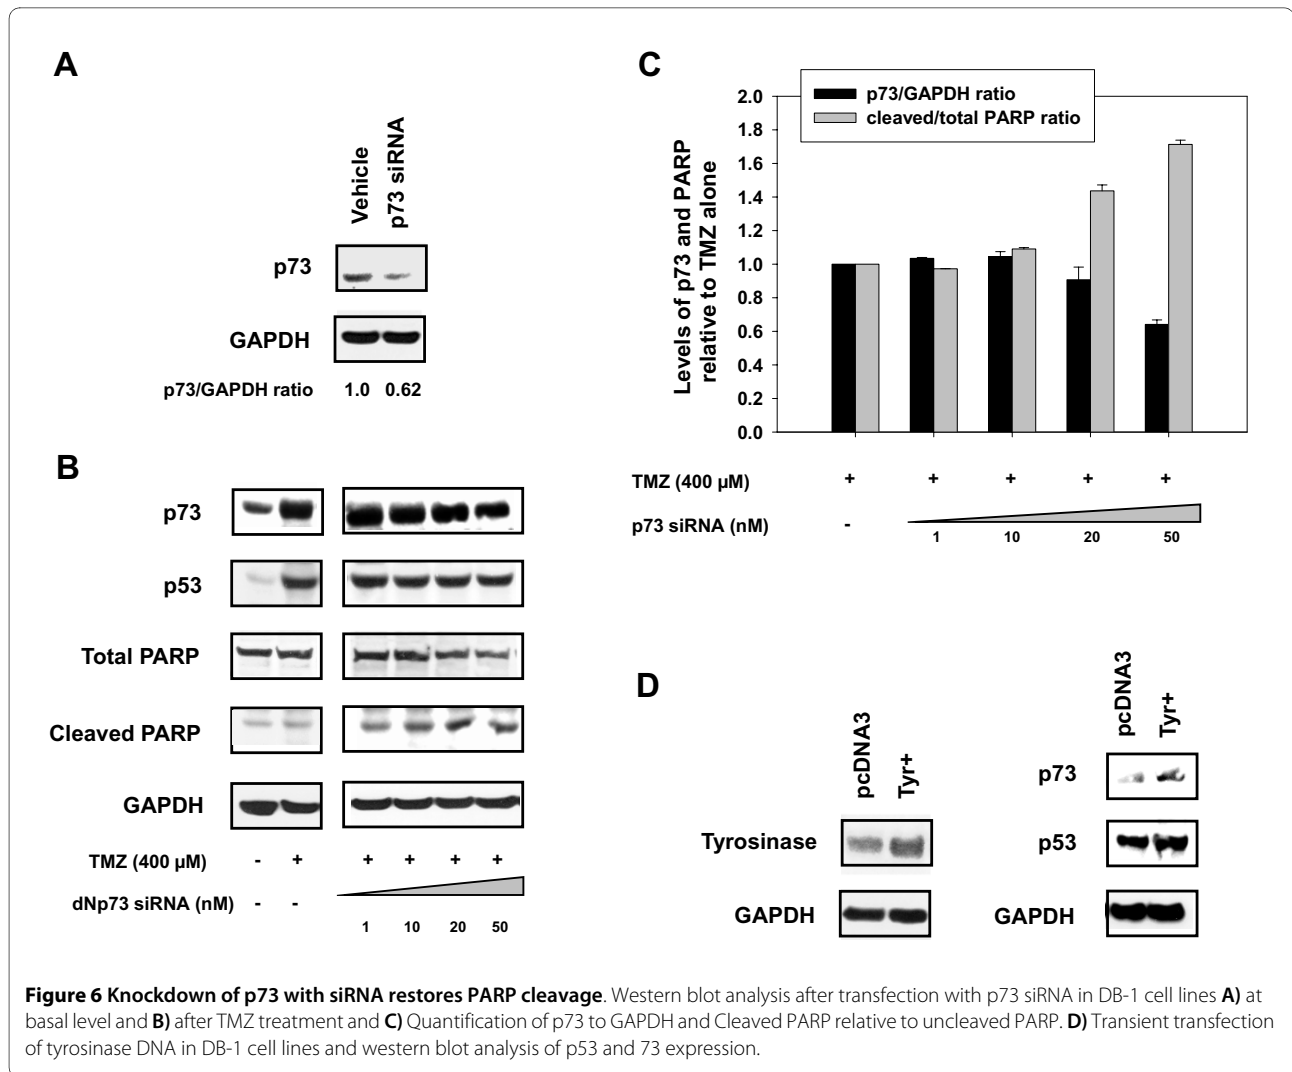 A
Vehicle
p73 siRNA
p73
GAPDH
p73/GAPDH ratio 1.0 0.62
B
p73
p53
Total PARP
Cleaved PARP
GAPDH
TMZ (400 µM) - + + + + +
dNp73 siRNA (nM) - -
1 10 20 50
C
p73/GAPDH ratio
cleaved/total PARP ratio
Levels of p73 and PARP
relative to TMZ alone
2.0
1.8
1.6
1.4
1.2
1.0
0.8
0.6
0.4
0.2
0.0
TMZ (400 µM) + + + + +
p73 siRNA (nM) -
1 10 20 50
D
pcDNA3
Tyr+
Tyrosinase
GAPDH
pcDNA3
Tyr+
p73
p53
GAPDH
Figure 6 Knockdown of p73 with siRNA restores PARP cleavage. Western blot analysis after transfection with p73 siRNA in DB-1 cell lines A) at
basal level and B) after TMZ treatment and C) Quantification of p73 to GAPDH and Cleaved PARP relative to uncleaved PARP. D) Transient transfection
of tyrosinase DNA in DB-1 cell lines and western blot analysis of p53 and 73 expression.